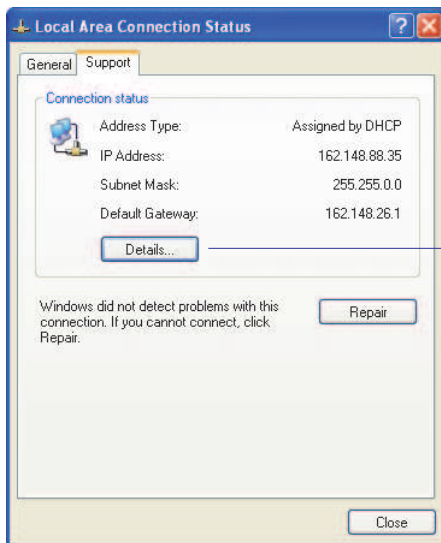 Local Area Connection Status
General Support
Connection status
Address Type: Assigned by DHCP
IP Address: 162.148.88.35
Subnet Mask: 255.255.0.0
Default Gateway: 162.148.26.1
Details...
Windows did not detect problems with this
connection. If you cannot connect, click
Repair.
Repair
Close